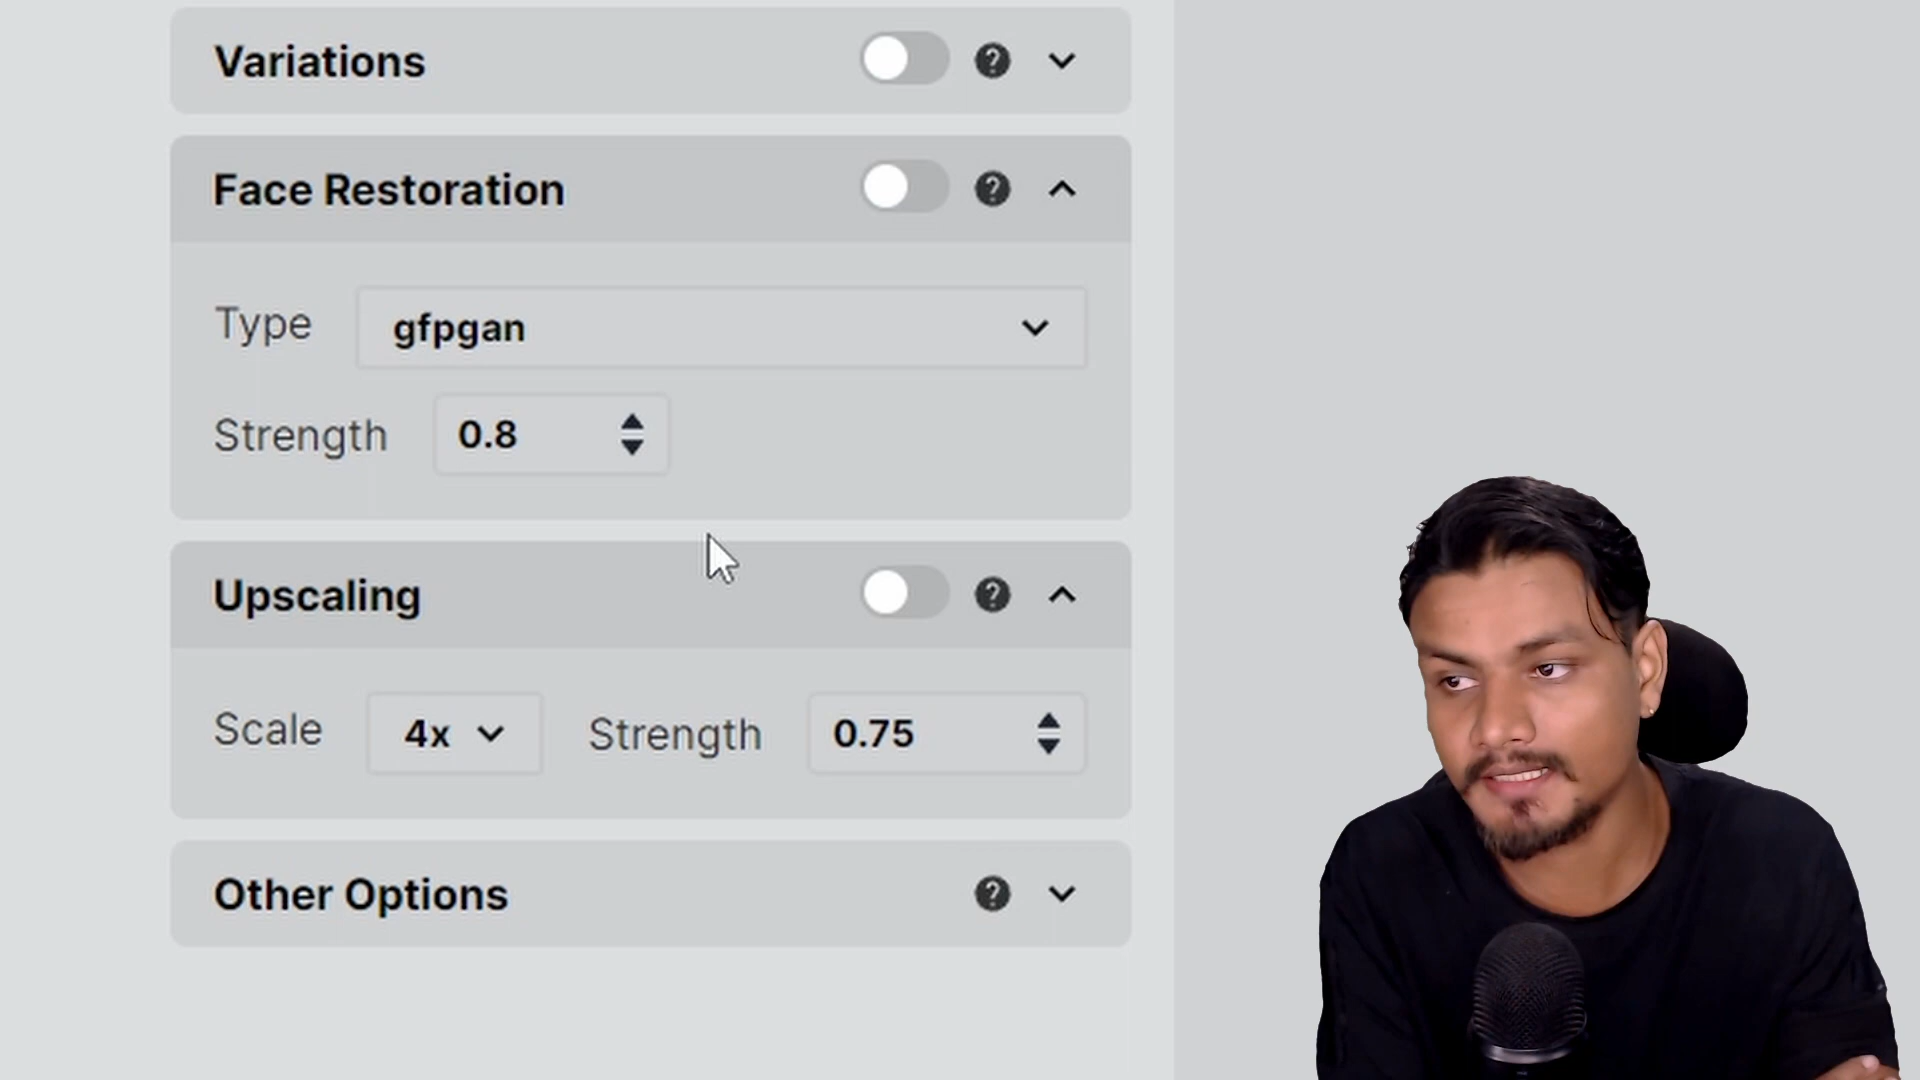 Variations
Face Restoration
Type gfpgan
Strength 0.8
Upscaling
Scale 4x Strength 0.75
Other Options